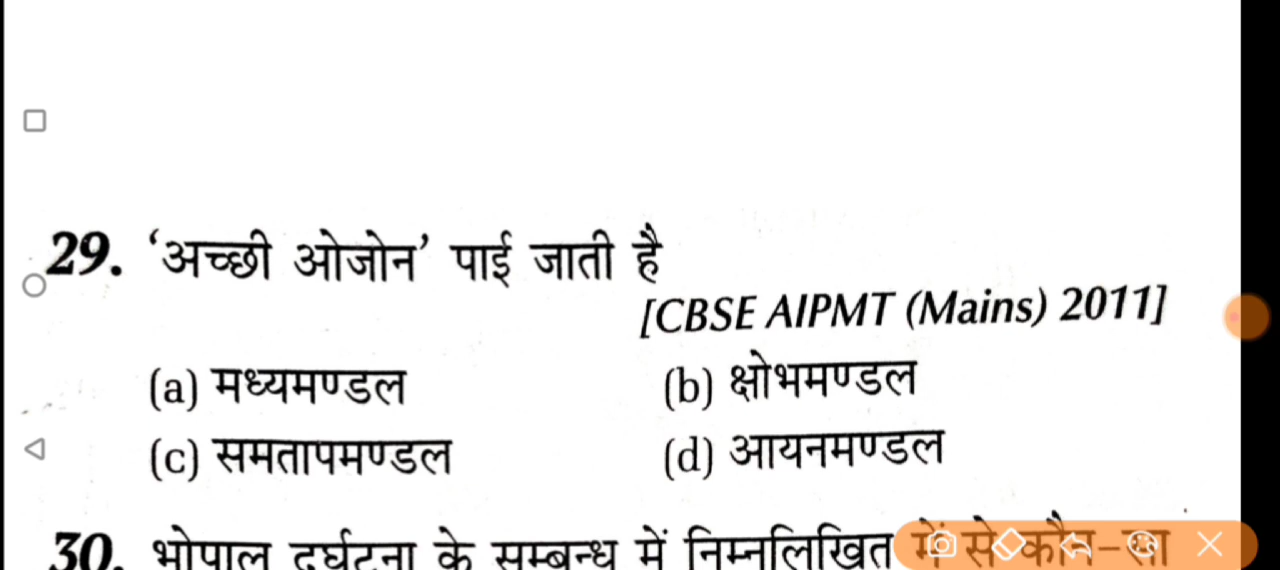 29. ‘अच्छी ओजोन’ पाई जाती है
[CBSE AIPMT (Mains) 2011]
(a) मध्यमण्डल (b) क्षोभमण्डल
(c) समतापमण्डल (d) आयनमण्डल
30. भोपाल दुर्घटना के सम्बन्ध में निम्नलिखित में से कौन-सा